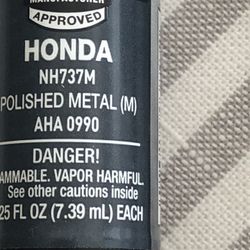 MANUFACTURER
APPROVED
HONDA
NH737M
POLISHED METAL (M)
AHA 0990
DANGER!
AMMABLE. VAPOR HARMFUL.
See other cautions inside
25 FL OZ (7.39 mL) EACH